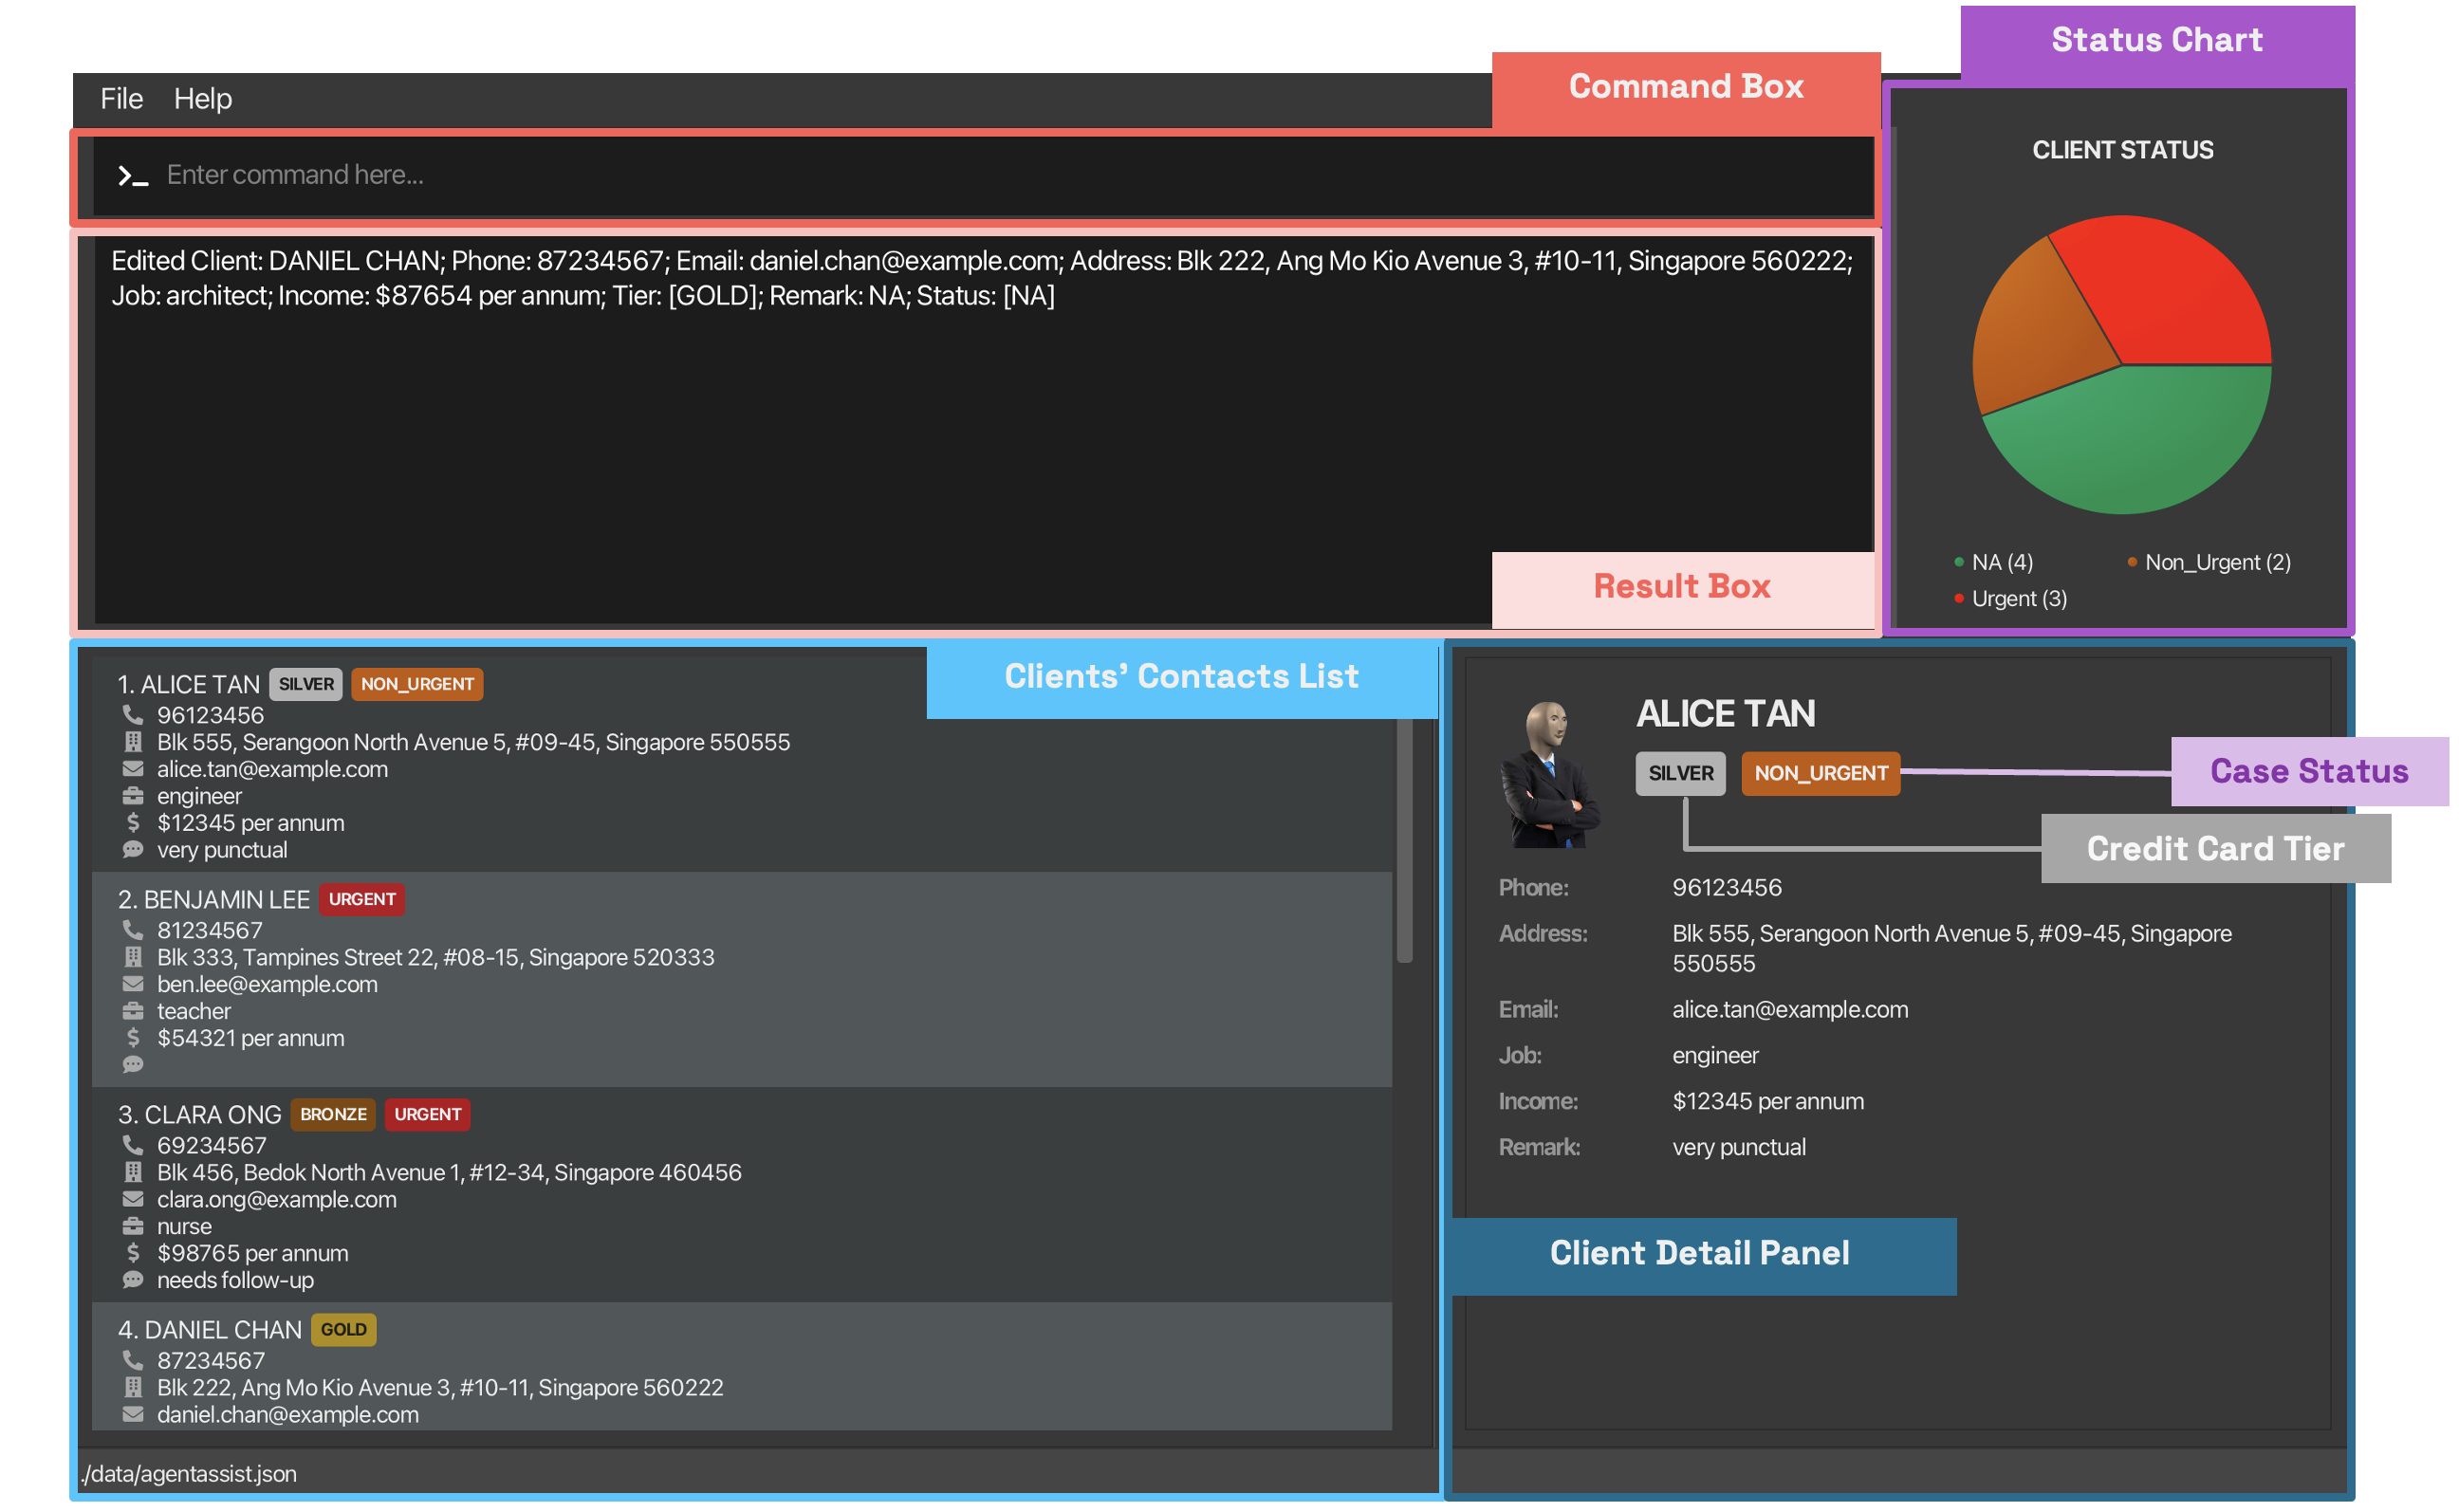 Status Chart
Command Box
File Help
Enter command here...
CLIENT STATUS
Edited Client: DANIEL CHAN; Phone: 87234567; Email: daniel.chan@example.com; Address: Blk 222, Ang Mo Kio Avenue 3, #10-11, Singapore 560222;
Job: architect; Income: $87654 per annum; Tier: [GOLD]; Remark: NA; Status: [NA]
NA (4) Non_Urgent (2)
Urgent (3)
Result Box
Clients' Contacts List
1. ALICE TAN SILVER NON_URGENT
96123456
Blk 555, Serangoon North Avenue 5, #09-45, Singapore 550555
alice.tan@example.com
engineer
$12345 per annum
very punctual
2. BENJAMIN LEE URGENT
81234567
Blk 333, Tampines Street 22, #08-15, Singapore 520333
ben.lee@example.com
teacher
$54321 per annum
3. CLARA ONG BRONZE URGENT
69234567
Blk 456, Bedok North Avenue 1, #12-34, Singapore 460456
clara.ong@example.com
nurse
$98765 per annum
needs follow-up
4. DANIEL CHAN GOLD
87234567
Blk 222, Ang Mo Kio Avenue 3, #10-11, Singapore 560222
daniel.chan@example.com
./data/agentassist.json
ALICE TAN
SILVER NON_URGENT
Case Status
Credit Card Tier
Phone: 96123456
Address: Blk 555, Serangoon North Avenue 5, #09-45, Singapore
550555
Email: alice.tan@example.com
Job: engineer
Income: $12345 per annum
Remark: very punctual
Client Detail Panel